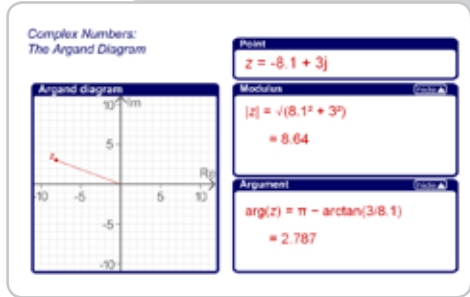 Complex Numbers:
The Argand Diagram
Point
z = -8.1 + 3j
Argand diagram
Im
10
5
z
Re
-10
-5
5
10
-5
-10
Modulus
|z| = √(8.1² + 3²)
= 8.64
Argument
arg(z) = π − arctan(3/8.1)
= 2.787